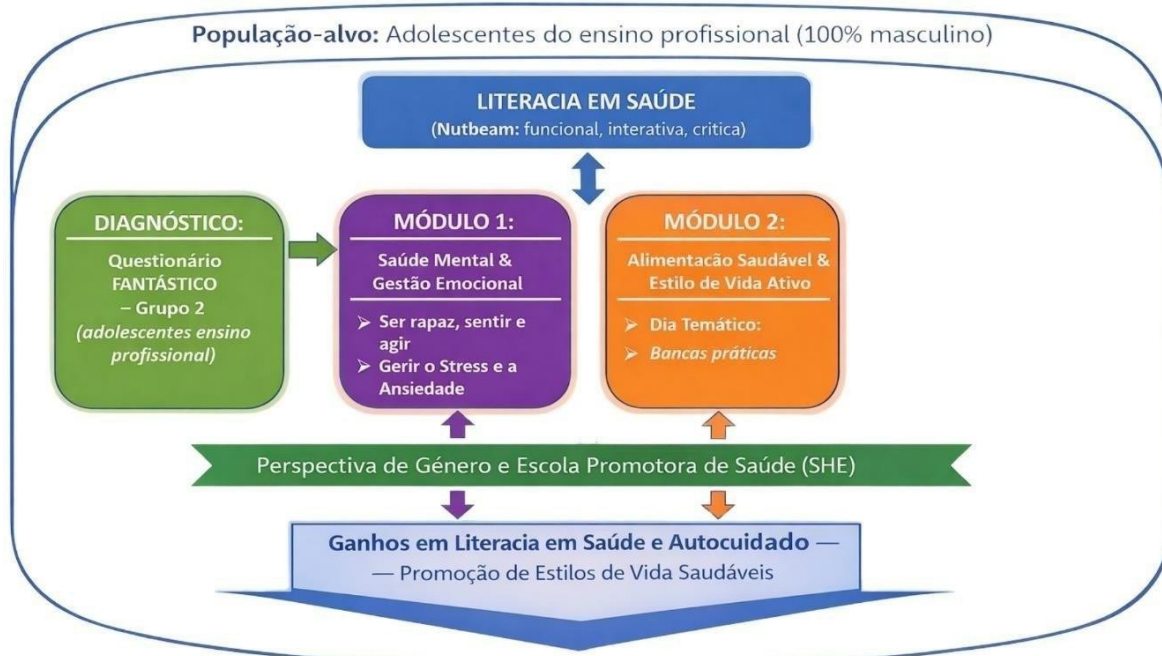 População-alvo: Adolescentes do ensino profissional (100% masculino)
LITERACIA EM SAÚDE
(Nutbeam: funcional, interativa, critica)
DIAGNÓSTICO:
Questionário
FANTÁSTICO
– Grupo 2
(adolescentes ensino
profissional)
MÓDULO 1:
Saúde Mental &
Gestão Emocional
➢ Ser rapaz, sentir e
agir
➢ Gerir o Stress e a
Ansiedade
MÓDULO 2:
Alimentacão Saudável &
Estilo de Vida Ativo
➢ Dia Temático:
➢ Bancas práticas
Perspectiva de Género e Escola Promotora de Saúde (SHE)
Ganhos em Literacia em Saúde e Autocuidado —
— Promoção de Estilos de Vida Saudáveis